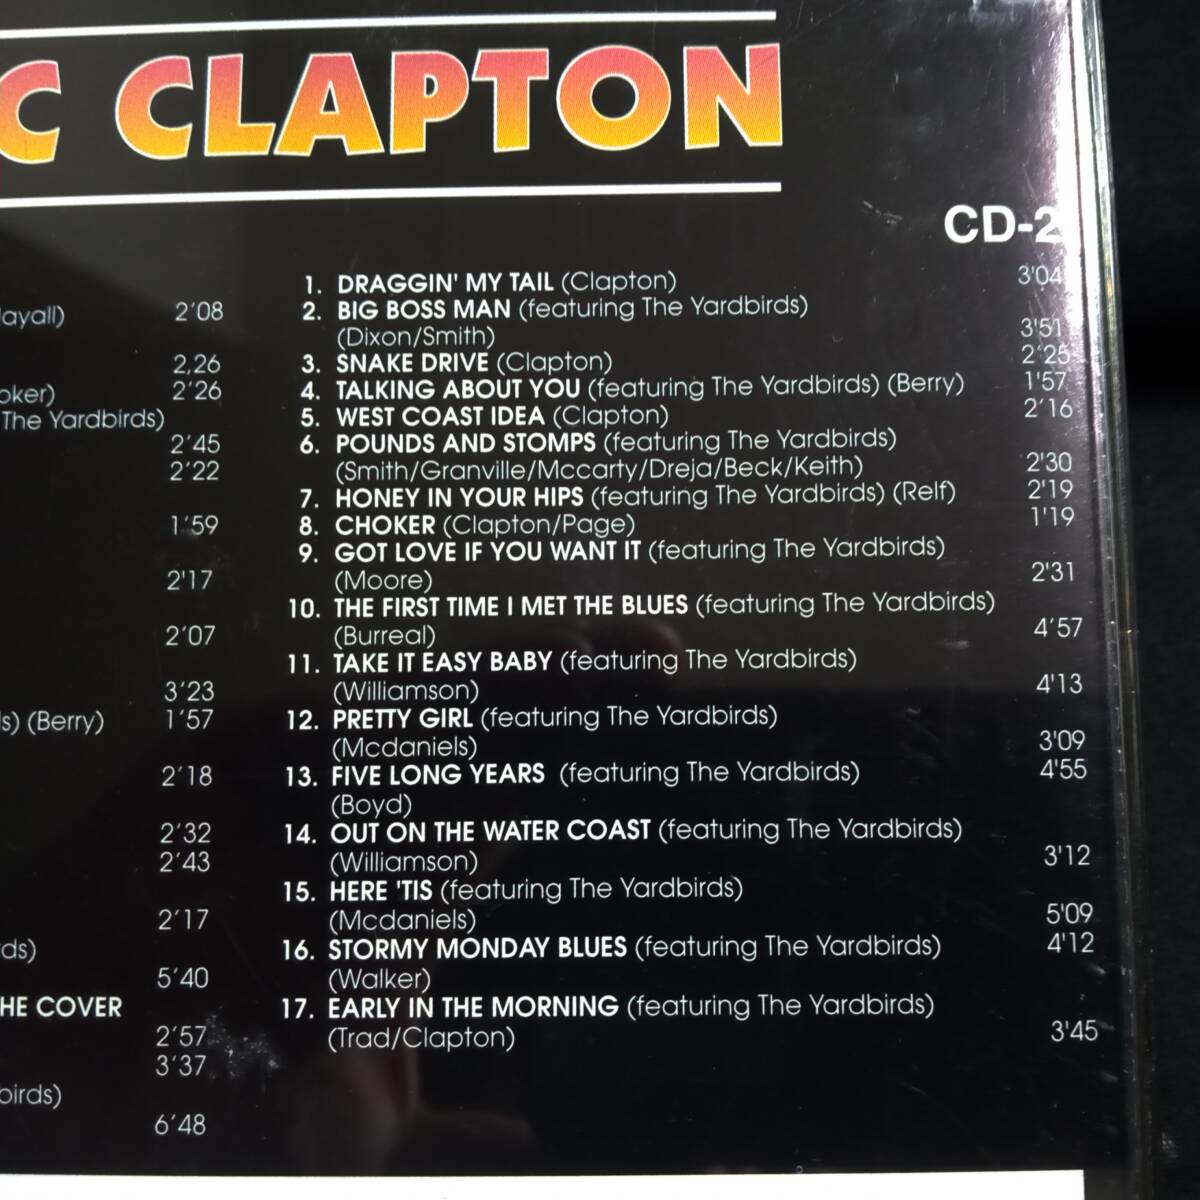 C CLAPTON
CD-2
2'08
2,26
2'26
The Yardbirds)
2'45
2'22
1'59
2'17
2'07
3'23
(Berry) 1'57
2'18
2'32
2'43
2'17
5'40
HE COVER
2'57
3'37
6'48
1. DRAGGIN' MY TAIL (Clapton) 3'04
2. BIG BOSS MAN (featuring The Yardbirds)
(Dixon/Smith) 3'51
3. SNAKE DRIVE (Clapton) 2'25
4. TALKING ABOUT YOU (featuring The Yardbirds) (Berry) 1'57
5. WEST COAST IDEA (Clapton) 2'16
6. POUNDS AND STOMPS (featuring The Yardbirds)
(Smith/Granville/Mccarty/Dreja/Beck/Keith) 2'30
7. HONEY IN YOUR HIPS (featuring The Yardbirds) (Relf) 2'19
8. CHOKER (Clapton/Page) 1'19
9. GOT LOVE IF YOU WANT IT (featuring The Yardbirds)
(Moore) 2'31
10. THE FIRST TIME I MET THE BLUES (featuring The Yardbirds)
(Burreal) 4'57
11. TAKE IT EASY BABY (featuring The Yardbirds)
(Williamson) 4'13
12. PRETTY GIRL (featuring The Yardbirds)
(Mcdaniels) 3'09
13. FIVE LONG YEARS (featuring The Yardbirds) 4'55
(Boyd)
14. OUT ON THE WATER COAST (featuring The Yardbirds)
(Williamson) 3'12
15. HERE 'TIS (featuring The Yardbirds)
(Mcdaniels) 5'09
16. STORMY MONDAY BLUES (featuring The Yardbirds) 4'12
(Walker)
17. EARLY IN THE MORNING (featuring The Yardbirds)
(Trad/Clapton) 3'45